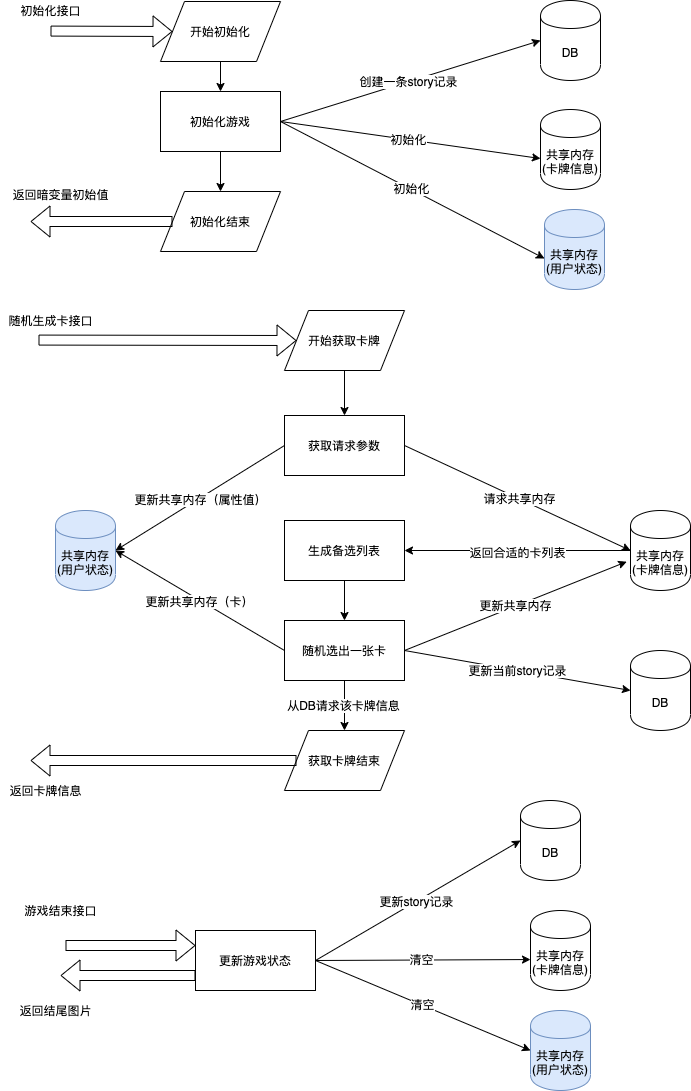 初始化接口
开始初始化
DB
创建一条story记录
初始化游戏
初始化
共享内存
(卡牌信息)
初始化
返回暗变量初始值
初始化结束
共享内存
(用户状态)
随机生成卡接口
开始获取卡牌
获取请求参数
更新共享内存（属性值）
请求共享内存
共享内存
(用户状态)
生成备选列表
返回合适的卡列表
共享内存
(卡牌信息)
更新共享内存（卡）
更新共享内存
随机选出一张卡
更新当前story记录
DB
从DB请求该卡牌信息
获取卡牌结束
返回卡牌信息
DB
更新story记录
游戏结束接口
更新游戏状态
清空
共享内存
(卡牌信息)
清空
返回结尾图片
共享内存
(用户状态)